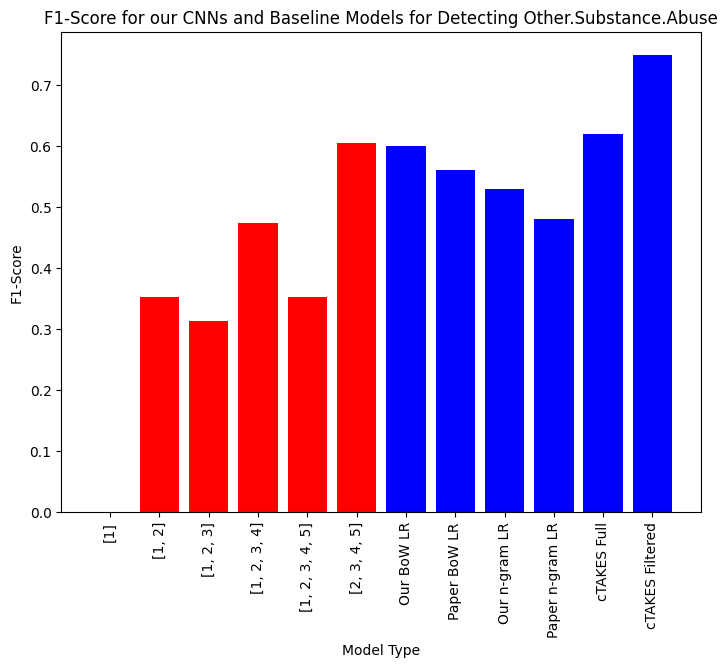 F1-Score for our CNNs and Baseline Models for Detecting Other.Substance.Abuse
F1-Score
0.7
0.6
0.5
0.4
0.3
0.2
0.1
0.0
[1]
[1, 2]
[1, 2, 3]
[1, 2, 3, 4]
[1, 2, 3, 4, 5]
[2, 3, 4, 5]
Our BoW LR
Paper BoW LR
Our n-gram LR
Paper n-gram LR
cTAKES Full
cTAKES Filtered
Model Type